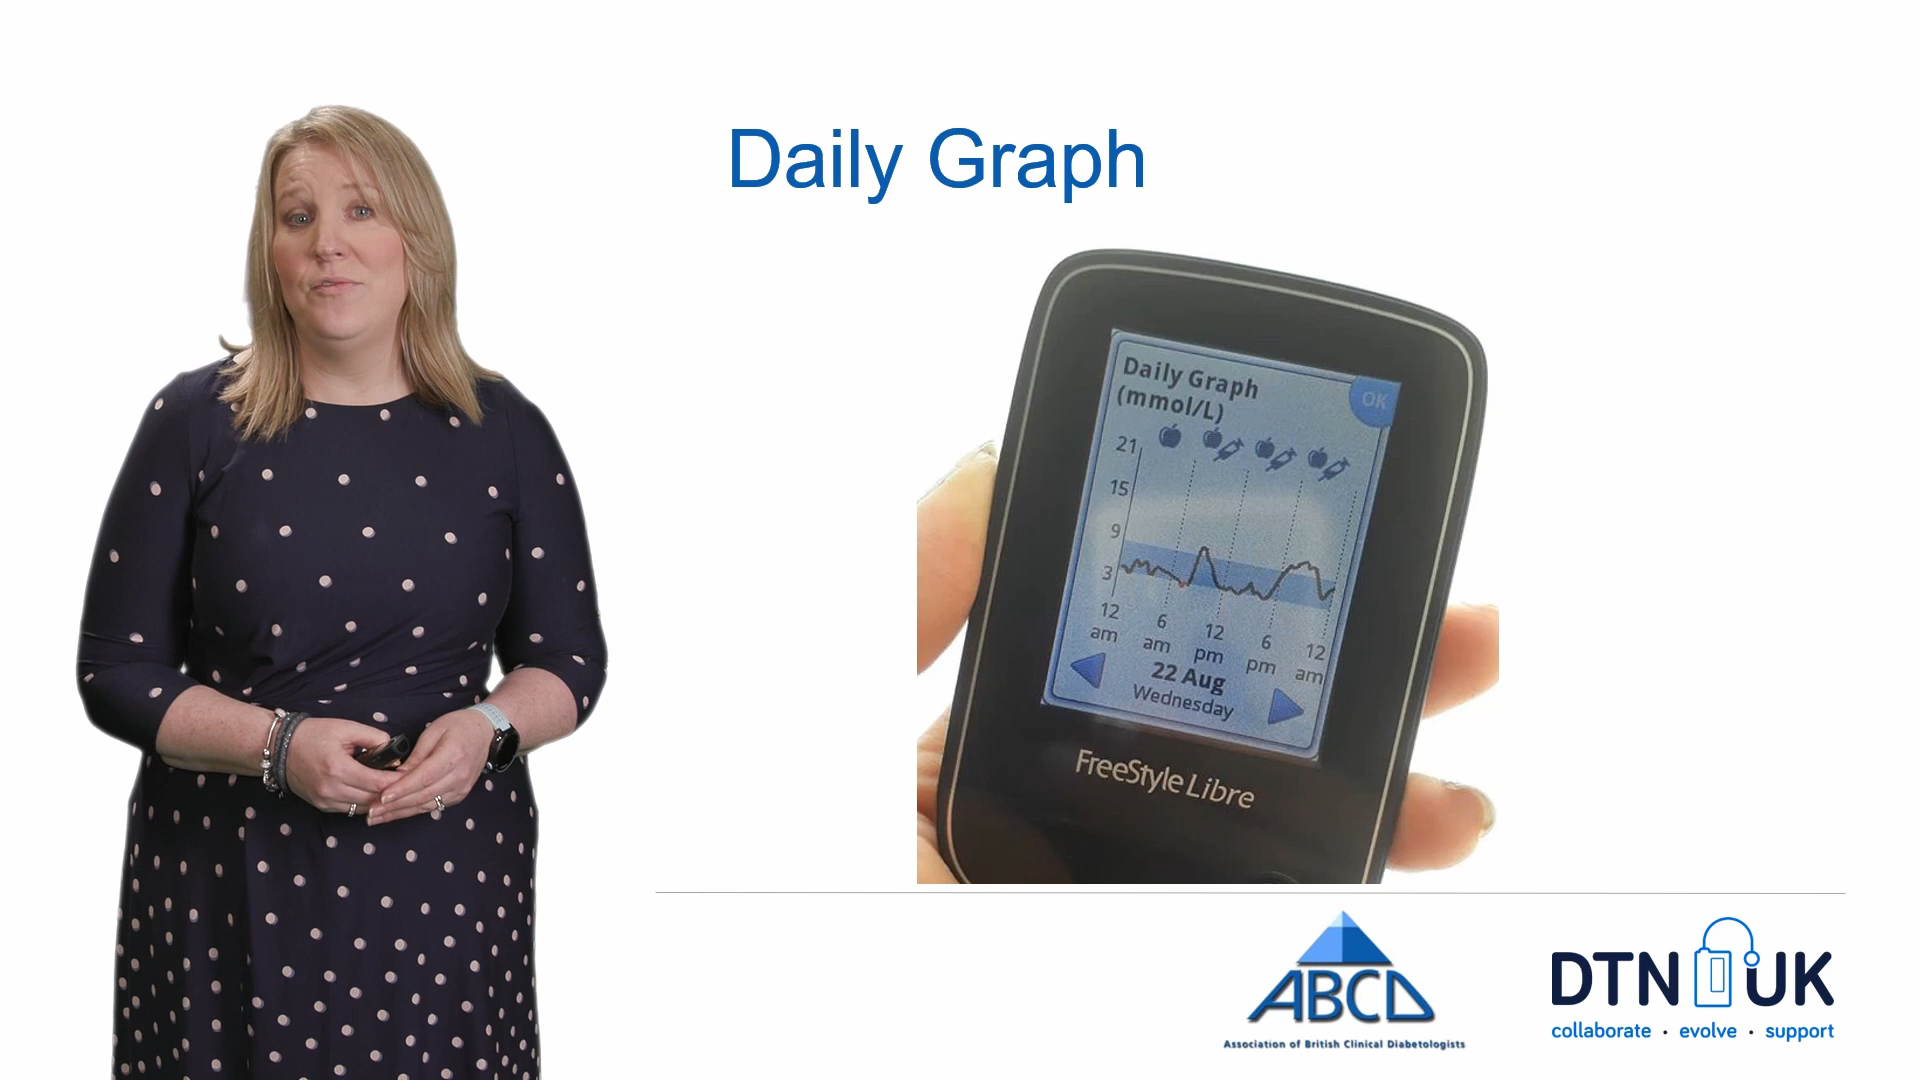 Daily Graph
Daily Graph
(mmol/L)
OK
21
15
9
3
12 am
6 am
12 pm
6 pm
12 am
22 Aug
Wednesday
FreeStyle Libre
ABCD
Association of British Clinical Diabetologists
DTN UK
collaborate · evolve · support